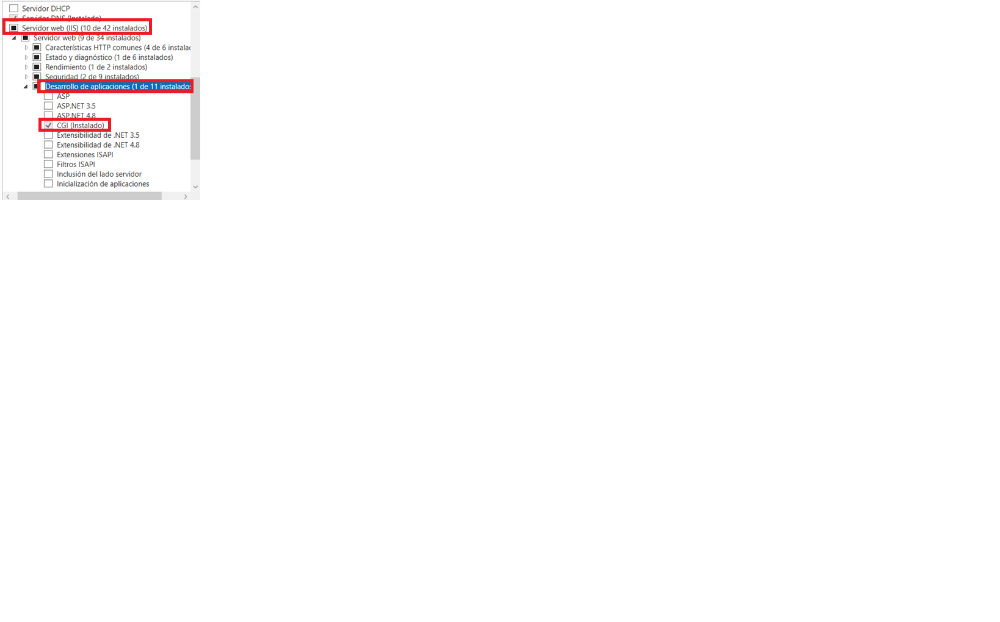 Servidor DHCP
Servidor DNS (Instalado)
Servidor web (IIS) (10 de 42 instalados)
Servidor web (9 de 34 instalados)
Características HTTP comunes (4 de 6 instalad
Estado y diagnóstico (1 de 6 instalados)
Rendimiento (1 de 2 instalados)
Seguridad (2 de 9 instalados)
Desarrollo de aplicaciones (1 de 11 instalados
ASP
ASP.NET 3.5
ASP.NET 4.8
CGI (Instalado)
Extensibilidad de .NET 3.5
Extensibilidad de .NET 4.8
Extensiones ISAPI
Filtros ISAPI
Inclusión del lado servidor
Inicialización de aplicaciones